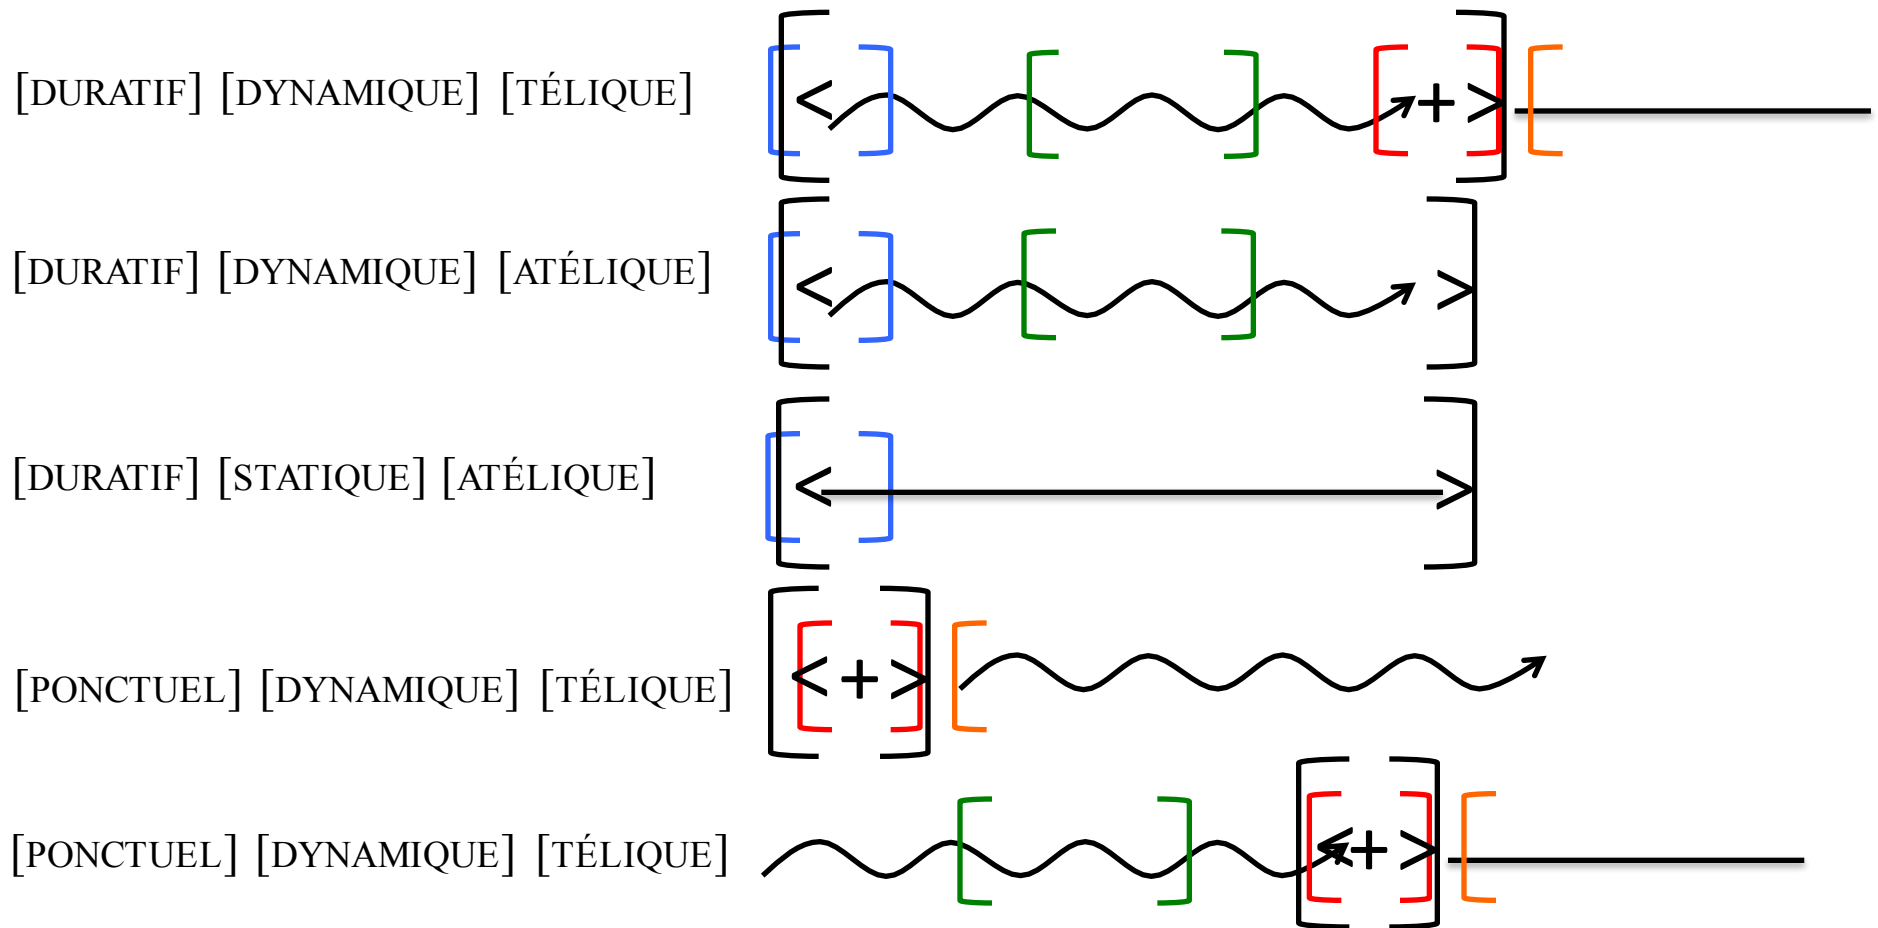 [DURATIF] [DYNAMIQUE] [TÉLIQUE] < + >
[DURATIF] [DYNAMIQUE] [ATÉLIQUE] < >
[DURATIF] [STATIQUE] [ATÉLIQUE] < >
[PONCTUEL] [DYNAMIQUE] [TÉLIQUE] < + >
[PONCTUEL] [DYNAMIQUE] [TÉLIQUE] < + >